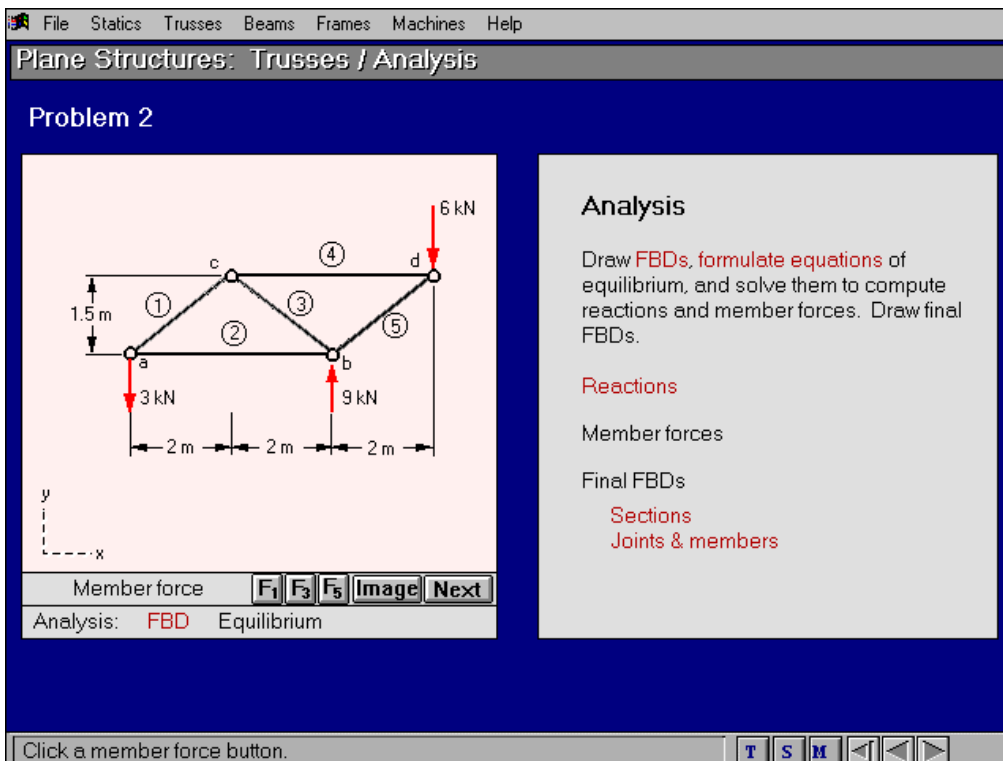 File Statics Trusses Beams Frames Machines Help
Plane Structures: Trusses / Analysis
Problem 2
6 kN
c
4
d
1
3
1.5 m
2
5
a
b
3 kN
9 kN
2 m
2 m
2 m
y
x
Member force F1 F3 F5 Image Next
Analysis: FBD Equilibrium
Analysis
Draw FBDs, formulate equations of
equilibrium, and solve them to compute
reactions and member forces. Draw final
FBDs.
Reactions
Member forces
Final FBDs
Sections
Joints & members
Click a member force button.
T S M